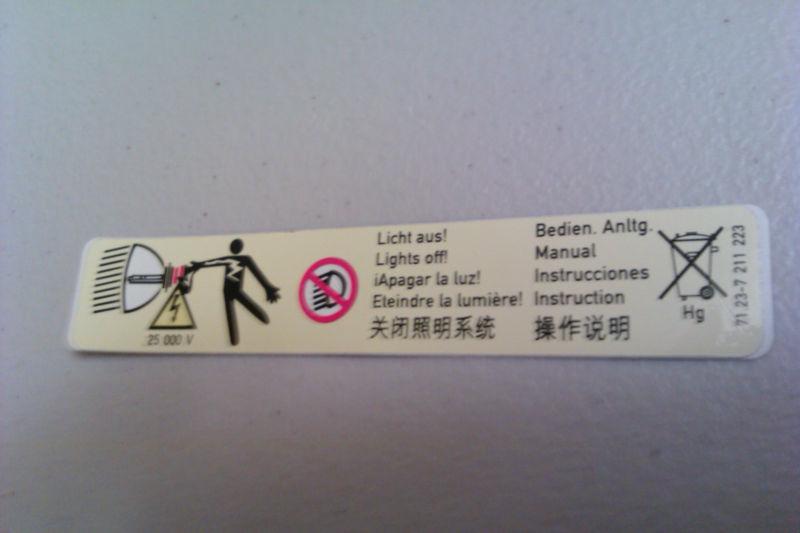 25 000 V
Licht aus!
Lights off!
¡Apagar la luz!
Eteindre la lumière!
关闭照明系统
Bedien. Anltg.
Manual
Instrucciones
Instruction
操作说明
Hg
71 23-7 211 223